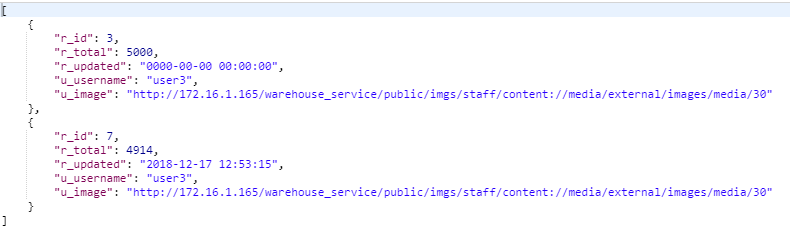 [
{
"r_id": 3,
"r_total": 5000,
"r_updated": "0000-00-00 00:00:00",
"u_username": "user3",
"u_image": "http://172.16.1.165/warehouse_service/public/imgs/staff/content://media/external/images/media/30"
},
{
"r_id": 7,
"r_total": 4914,
"r_updated": "2018-12-17 12:53:15",
"u_username": "user3",
"u_image": "http://172.16.1.165/warehouse_service/public/imgs/staff/content://media/external/images/media/30"
}
]